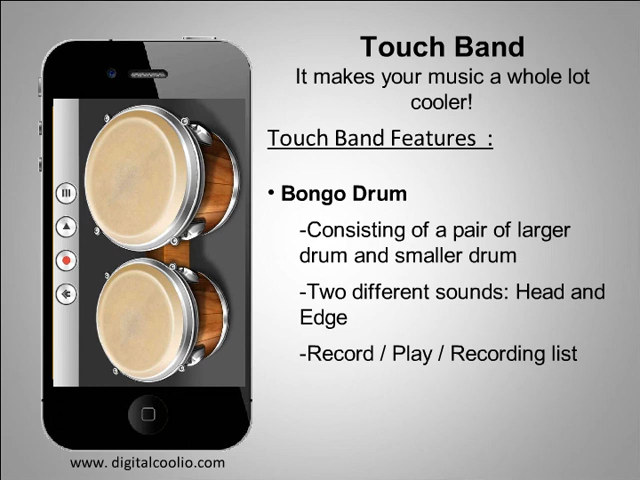 Touch Band
It makes your music a whole lot
cooler!
Touch Band Features :
• Bongo Drum
-Consisting of a pair of larger
drum and smaller drum
-Two different sounds: Head and
Edge
-Record / Play / Recording list
www. digitalcoolio.com